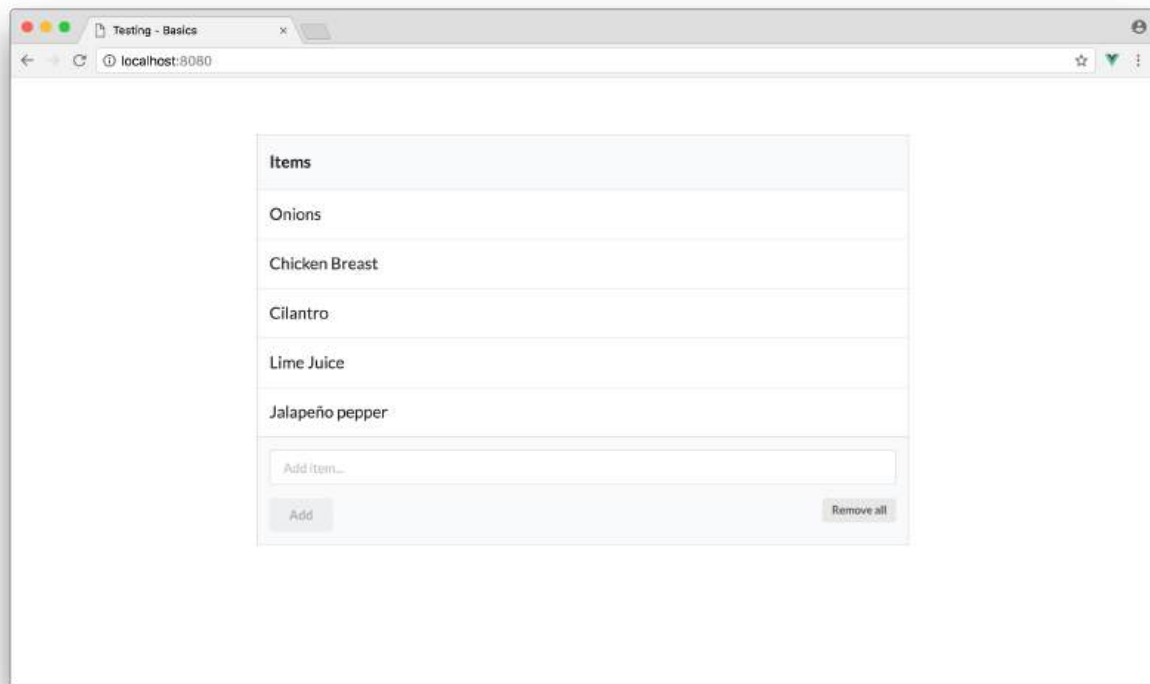 Testing - Basics
localhost:8080
Items
Onions
Chicken Breast
Cilantro
Lime Juice
Jalapeño pepper
Add item...
Add Remove all